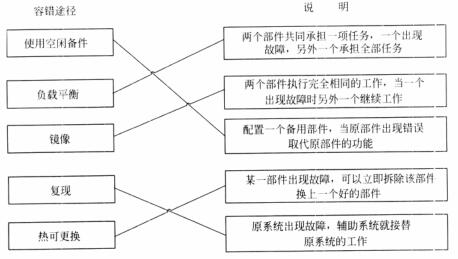 容错途径
说 明
使用空闲备件
两个部件共同承担一项任务，一个出现
故障，另外一个承担全部任务
负载平衡
两个部件执行完全相同的工作，当一个
出现故障时另外一个继续工作
镜像
配置一个备用部件，当原部件出现错误
取代原部件的功能
复现
某一部件出现故障，可以立即拆除该部件
换上一个好的部件
热可更换
原系统出现故障，辅助系统就接替
原系统的工作